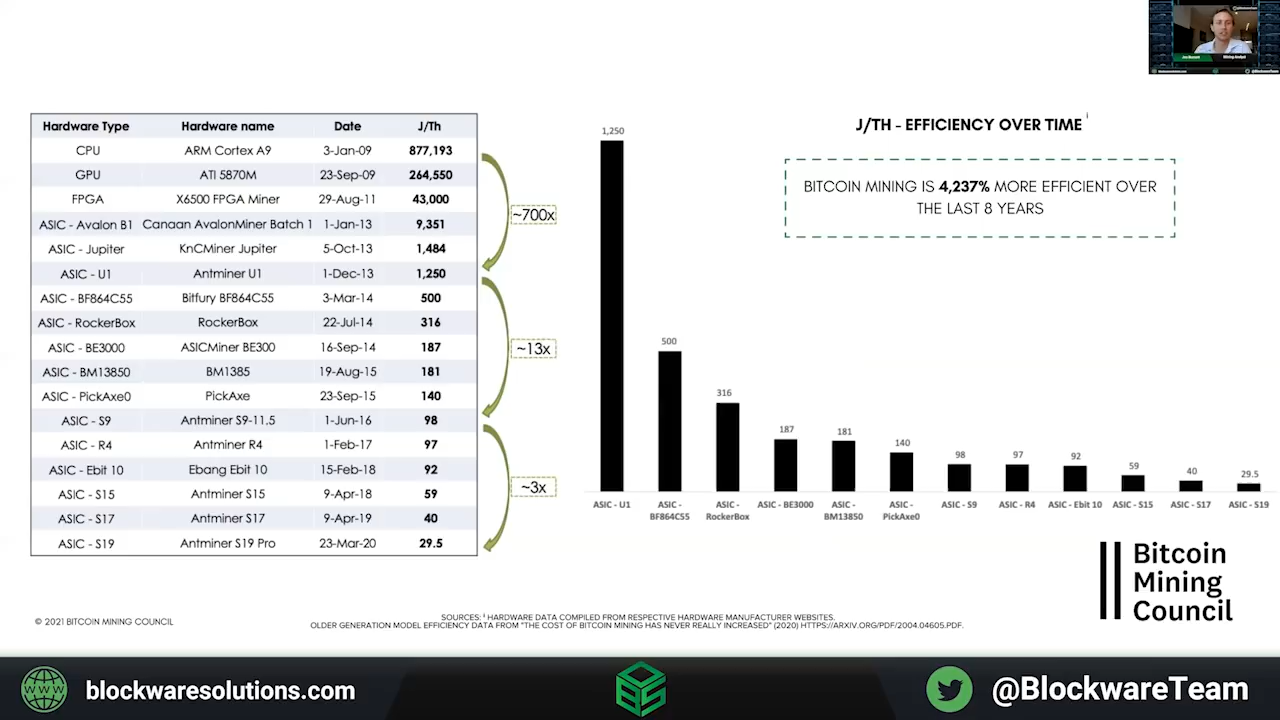 @BlockwareTeam
Joe Burnett
Mining Analyst
blockwaresolutions.com
@BlockwareTeam
Hardware Type Hardware name Date J/Th
CPU ARM Cortex A9 3-Jan-09 877,193
GPU ATI 5870M 23-Sep-09 264,550
FPGA X6500 FPGA Miner 29-Aug-11 43,000
ASIC - Avalon B1 Canaan AvalonMiner Batch 1 1-Jan-13 9,351
ASIC - Jupiter KnCMiner Jupiter 5-Oct-13 1,484
ASIC - U1 Antminer U1 1-Dec-13 1,250
ASIC - BF864C55 Bitfury BF864C55 3-Mar-14 500
ASIC - RockerBox RockerBox 22-Jul-14 316
ASIC - BE3000 ASICMiner BE300 16-Sep-14 187
ASIC - BM13850 BM1385 19-Aug-15 181
ASIC - PickAxe0 PickAxe 23-Sep-15 140
ASIC - S9 Antminer S9-11.5 1-Jun-16 98
ASIC - R4 Antminer R4 1-Feb-17 97
ASIC - Ebit 10 Ebang Ebit 10 15-Feb-18 92
ASIC - S15 Antminer S15 9-Apr-18 59
ASIC - S17 Antminer S17 9-Apr-19 40
ASIC - S19 Antminer S19 Pro 23-Mar-20 29.5
~700x
~13x
~3x
J/TH - EFFICIENCY OVER TIME i
BITCOIN MINING IS 4,237% MORE EFFICIENT OVER
THE LAST 8 YEARS
1,250
500
316
187
181
140
98
97
92
59
40
29.5
ASIC - U1
ASIC -
BF864C55
ASIC -
RockerBox
ASIC - BE3000
ASIC -
BM13850
ASIC -
PickAxe0
ASIC - S9
ASIC - R4
ASIC - Ebit 10
ASIC - S15
ASIC - S17
ASIC - S19
Bitcoin
Mining
Council
© 2021 BITCOIN MINING COUNCIL
SOURCES: i HARDWARE DATA COMPILED FROM RESPECTIVE HARDWARE MANUFACTURER WEBSITES.
OLDER GENERATION MODEL EFFICIENCY DATA FROM "THE COST OF BITCOIN MINING HAS NEVER REALLY INCREASED" (2020) HTTPS://ARXIV.ORG/PDF/2004.04605.PDF.
WWW
blockwaresolutions.com
BS
@BlockwareTeam